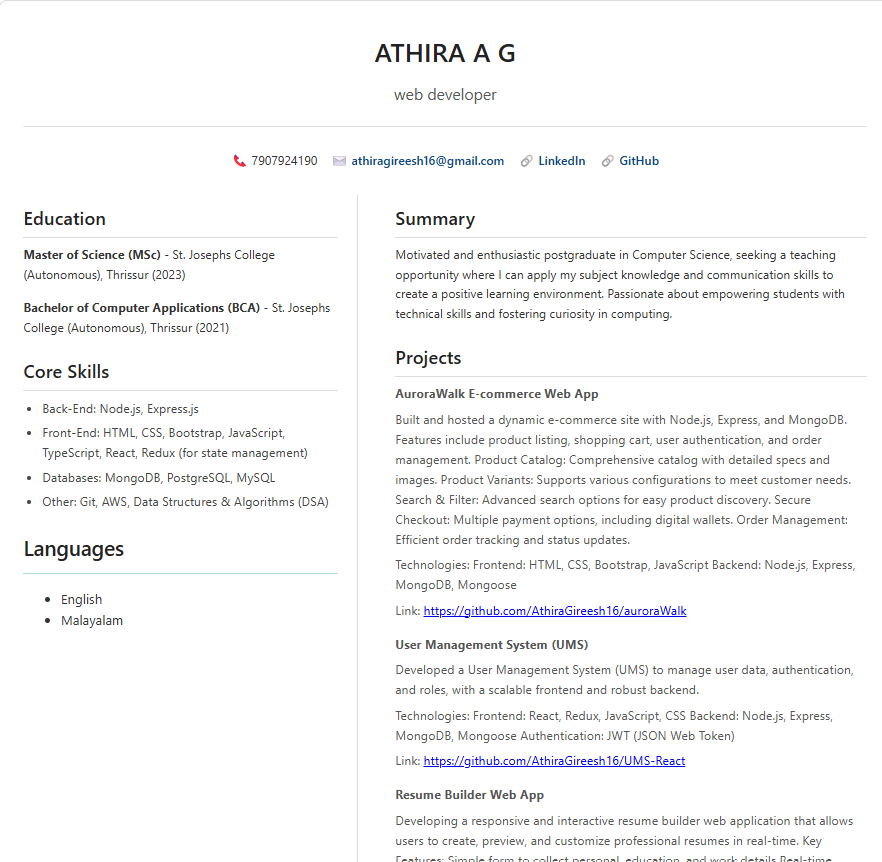 ATHIRA A G
web developer
7907924190 athiragireesh16@gmail.com LinkedIn GitHub
Education
Master of Science (MSc) - St. Josephs College
(Autonomous), Thrissur (2023)
Bachelor of Computer Applications (BCA) - St. Josephs
College (Autonomous), Thrissur (2021)
Core Skills
• Back-End: Node.js, Express.js
• Front-End: HTML, CSS, Bootstrap, JavaScript,
TypeScript, React, Redux (for state management)
• Databases: MongoDB, PostgreSQL, MySQL
• Other: Git, AWS, Data Structures & Algorithms (DSA)
Languages
• English
• Malayalam
Summary
Motivated and enthusiastic postgraduate in Computer Science, seeking a teaching
opportunity where I can apply my subject knowledge and communication skills to
create a positive learning environment. Passionate about empowering students with
technical skills and fostering curiosity in computing.
Projects
AuroraWalk E-commerce Web App
Built and hosted a dynamic e-commerce site with Node.js, Express, and MongoDB.
Features include product listing, shopping cart, user authentication, and order
management. Product Catalog: Comprehensive catalog with detailed specs and
images. Product Variants: Supports various configurations to meet customer needs.
Search & Filter: Advanced search options for easy product discovery. Secure
Checkout: Multiple payment options, including digital wallets. Order Management:
Efficient order tracking and status updates.
Technologies: Frontend: HTML, CSS, Bootstrap, JavaScript Backend: Node.js, Express,
MongoDB, Mongoose
Link: https://github.com/AthiraGireesh16/auroraWalk
User Management System (UMS)
Developed a User Management System (UMS) to manage user data, authentication,
and roles, with a scalable frontend and robust backend.
Technologies: Frontend: React, Redux, JavaScript, CSS Backend: Node.js, Express,
MongoDB, Mongoose Authentication: JWT (JSON Web Token)
Link: https://github.com/AthiraGireesh16/UMS-React
Resume Builder Web App
Developing a responsive and interactive resume builder web application that allows
users to create, preview, and customize professional resumes in real-time. Key
Features: Simple form to collect personal, education, and work details Real-time